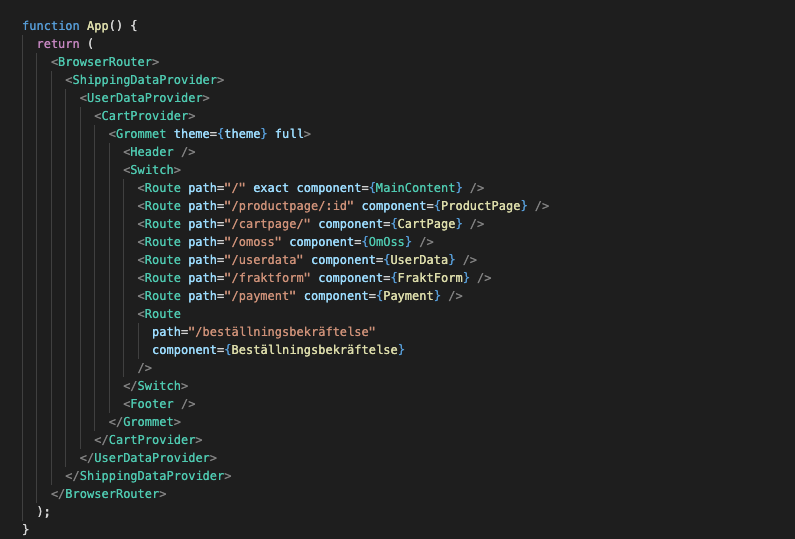 function App() {
  return (
    <BrowserRouter>
      <ShippingDataProvider>
        <UserDataProvider>
          <CartProvider>
            <Grommet theme={theme} full>
              <Header />
              <Switch>
                <Route path="/" exact component={MainContent} />
                <Route path="/productpage/:id" component={ProductPage} />
                <Route path="/cartpage/" component={CartPage} />
                <Route path="/omoss" component={OmOss} />
                <Route path="/userdata" component={UserData} />
                <Route path="/fraktform" component={FraktForm} />
                <Route path="/payment" component={Payment} />
                <Route
                  path="/beställningsbekräftelse"
                  component={Beställningsbekräftelse}
                />
              </Switch>
              <Footer />
            </Grommet>
          </CartProvider>
        </UserDataProvider>
      </ShippingDataProvider>
    </BrowserRouter>
  );
}